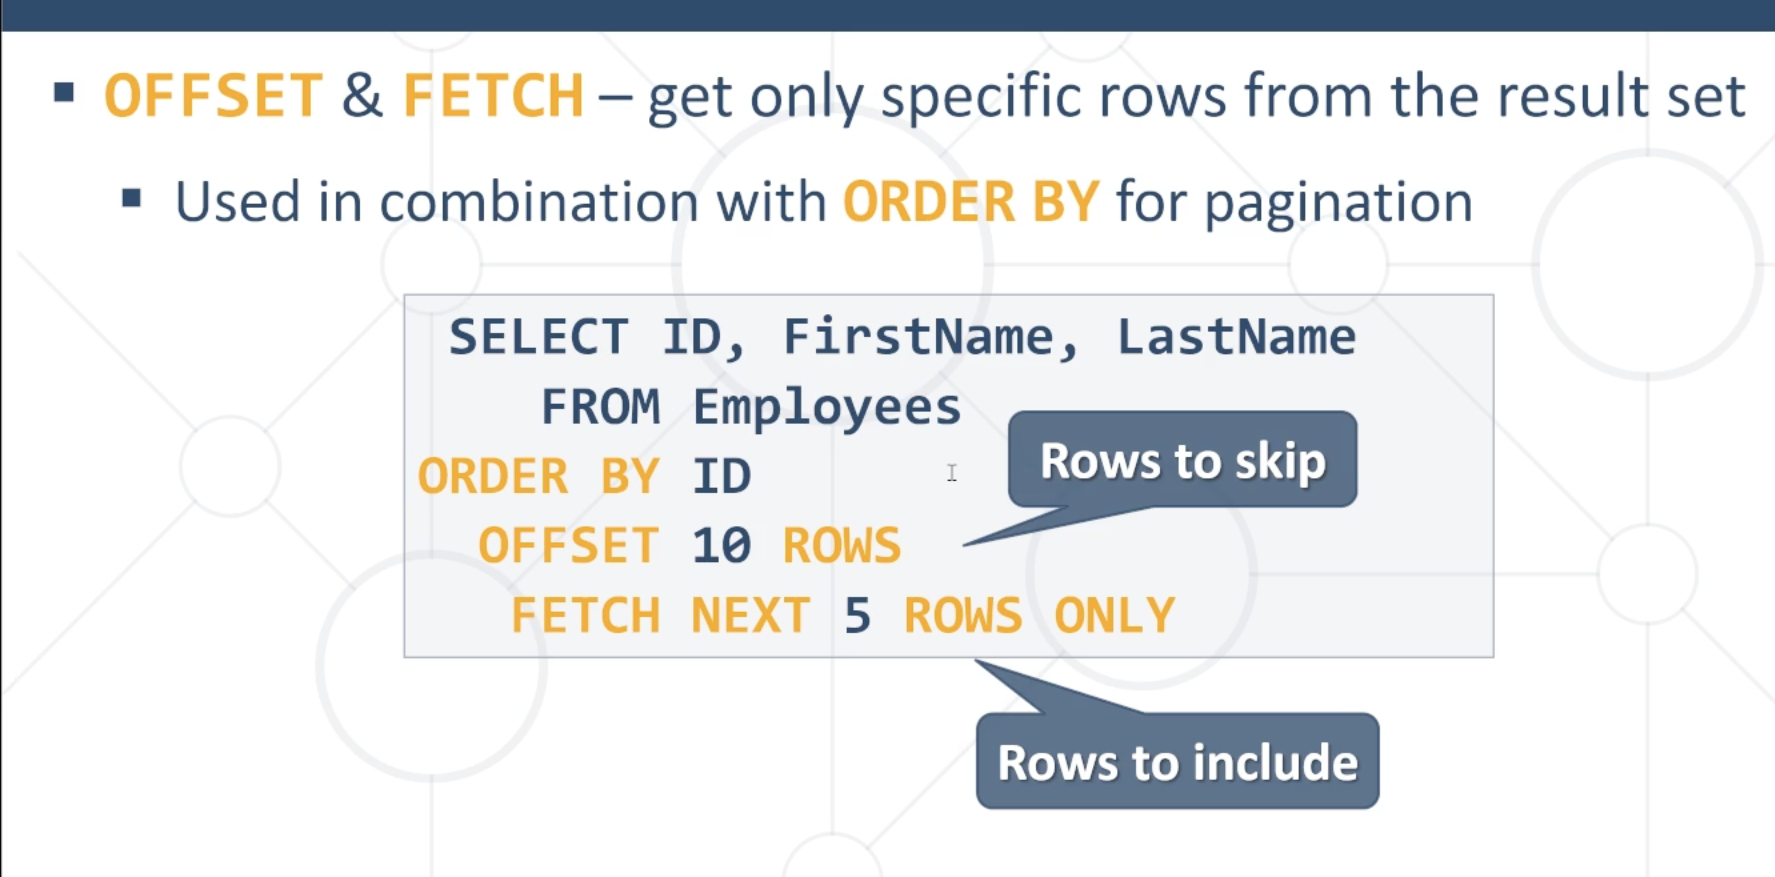 ▪ OFFSET & FETCH – get only specific rows from the result set
▪ Used in combination with ORDER BY for pagination
SELECT ID, FirstName, LastName
FROM Employees
ORDER BY ID
Rows to skip
OFFSET 10 ROWS
FETCH NEXT 5 ROWS ONLY
Rows to include